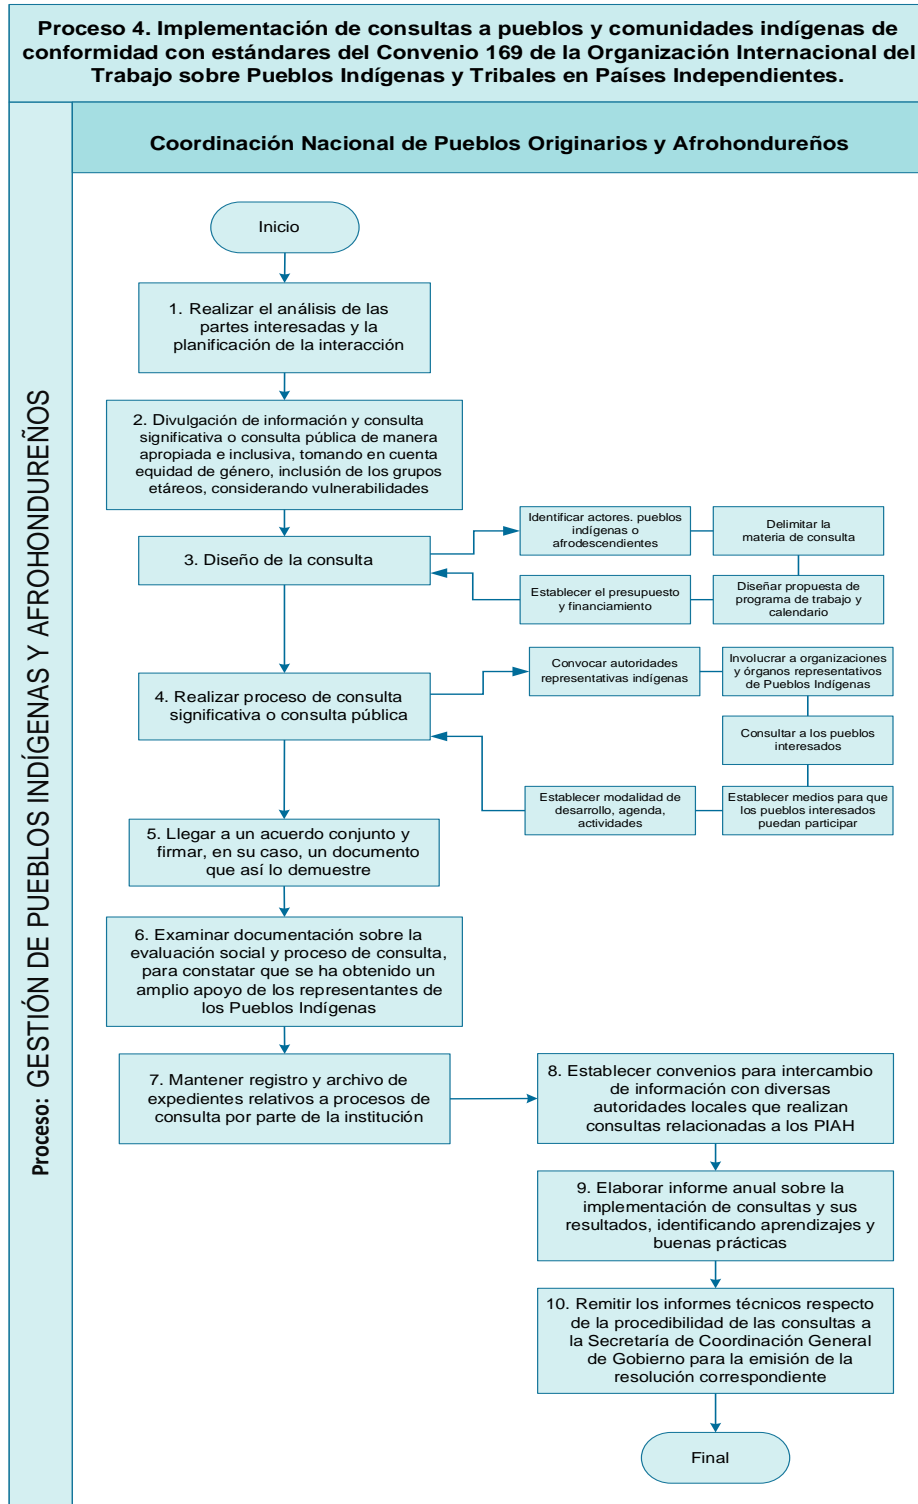 Proceso 4. Implementación de consultas a pueblos y comunidades indígenas de
conformidad con estándares del Convenio 169 de la Organización Internacional del
Trabajo sobre Pueblos Indígenas y Tribales en Países Independientes.
Proceso: GESTIÓN DE PUEBLOS INDÍGENAS Y AFROHONDUREÑOS
Coordinación Nacional de Pueblos Originarios y Afrohondureños
Inicio
1. Realizar el análisis de las
partes interesadas y la
planificación de la interacción
2. Divulgación de información y consulta
significativa o consulta pública de manera
apropiada e inclusiva, tomando en cuenta
equidad de género, inclusión de los grupos
etáreos, considerando vulnerabilidades
3. Diseño de la consulta
Identificar actores. pueblos
indígenas o
afrodescendientes
Delimitar la
materia de consulta
Diseñar propuesta de
programa de trabajo y
calendario
Establecer el presupuesto
y financiamiento
4. Realizar proceso de consulta
significativa o consulta pública
Convocar autoridades
representativas indígenas
Involucrar a organizaciones
y órganos representativos
de Pueblos Indígenas
Consultar a los pueblos
interesados
Establecer medios para que
los pueblos interesados
puedan participar
Establecer modalidad de
desarrollo, agenda,
actividades
5. Llegar a un acuerdo conjunto y
firmar, en su caso, un documento
que así lo demuestre
6. Examinar documentación sobre la
evaluación social y proceso de consulta,
para constatar que se ha obtenido un
amplio apoyo de los representantes de
los Pueblos Indígenas
7. Mantener registro y archivo de
expedientes relativos a procesos de
consulta por parte de la institución
8. Establecer convenios para intercambio
de información con diversas
autoridades locales que realizan
consultas relacionadas a los PIAH
9. Elaborar informe anual sobre la
implementación de consultas y sus
resultados, identificando aprendizajes y
buenas prácticas
10. Remitir los informes técnicos respecto
de la procedibilidad de las consultas a
la Secretaría de Coordinación General
de Gobierno para la emisión de la
resolución correspondiente
Final